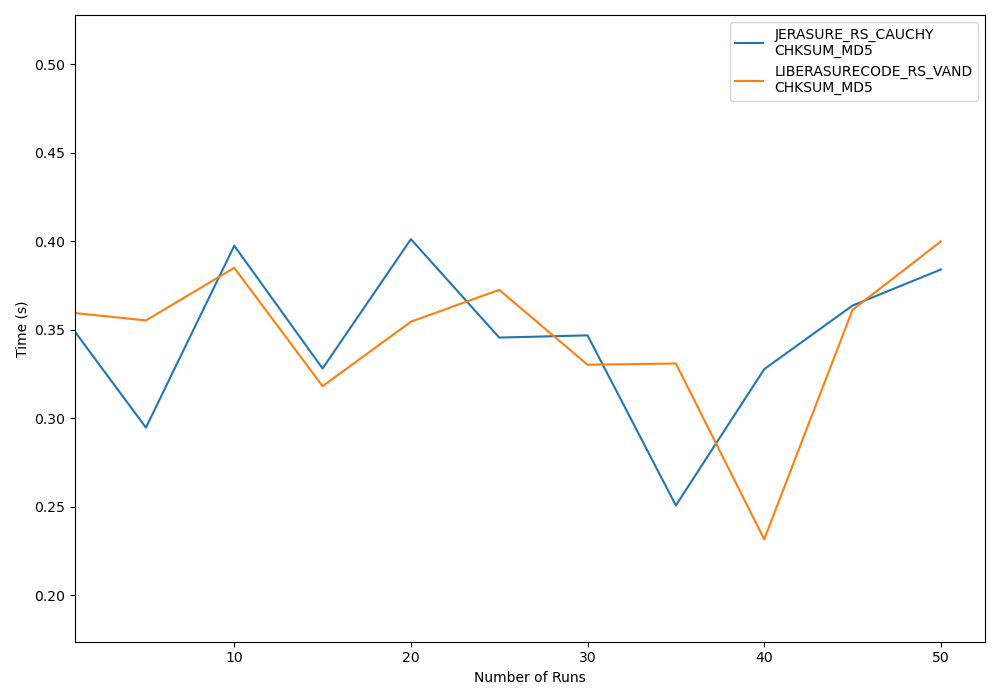 JERASURE_RS_CAUCHY
CHKSUM_MD5
LIBERASURECODE_RS_VAND
CHKSUM_MD5
0.50
0.45
0.40
0.35
0.30
0.25
0.20
Time (s)
10
20
30
40
50
Number of Runs